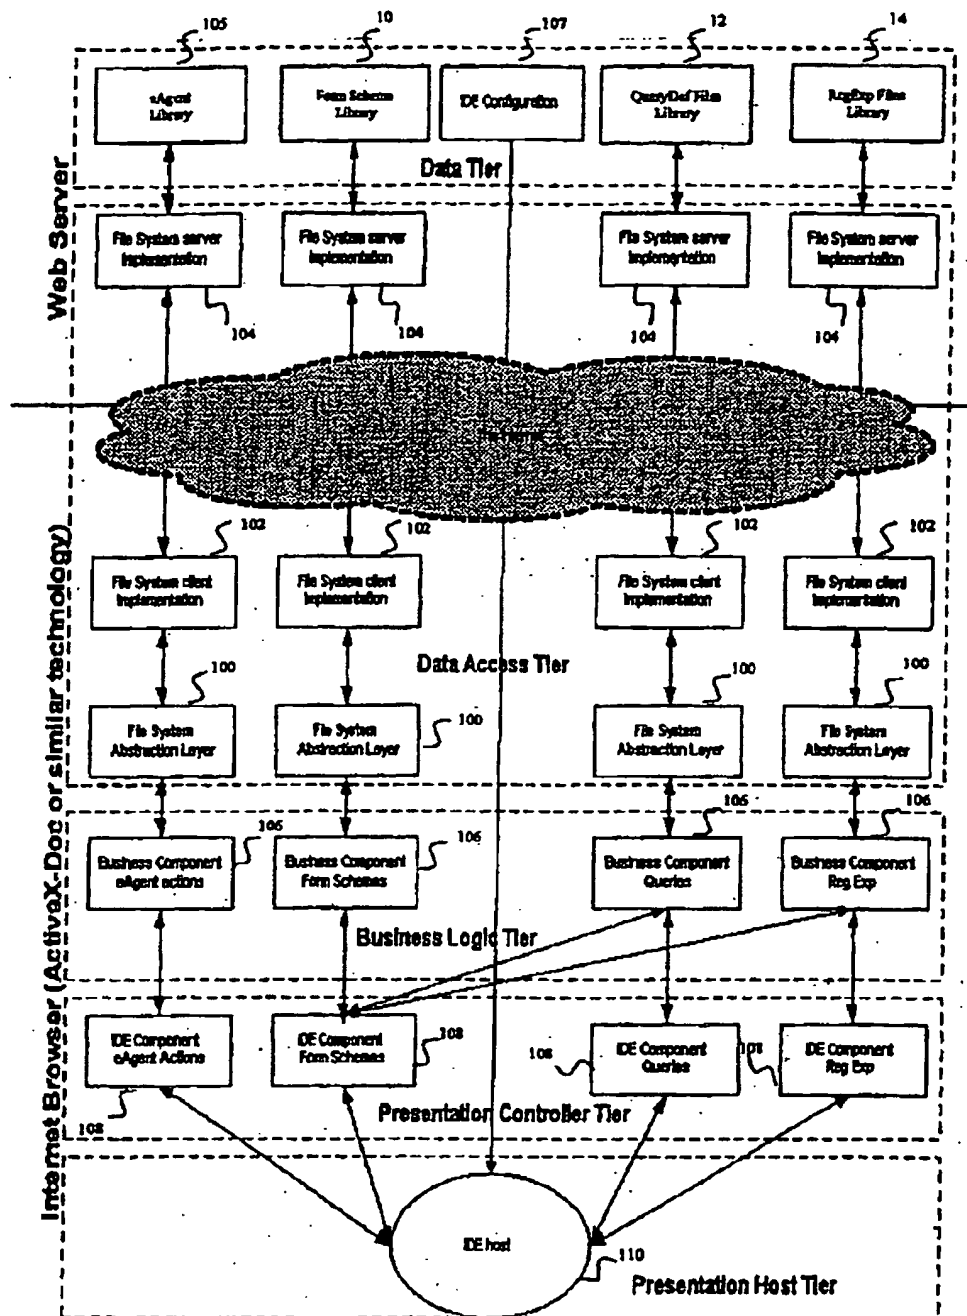 105
10
107
12
14
eAgent
Library
Form Scheme
Library
IDE Configuration
QueryDef Files
Library
RegExp Files
Library
Data Tier
Web Server
File System server
Implementation
File System server
Implementation
File System server
Implementation
File System server
Implementation
104
104
104
104
102
102
102
102
File System client
Implementation
File System client
Implementation
File System client
Implementation
File System client
Implementation
Data Access Tier
100
100
100
100
File System
Abstraction Layer
File System
Abstraction Layer
File System
Abstraction Layer
File System
Abstraction Layer
Internet Browser (ActiveX-Doc or similar technology)
106
106
106
106
Business Component
eAgent actions
Business Component
Form Schemes
Business Component
Queries
Business Component
Reg Exp
Business Logic Tier
IDE Component
eAgent Actions
IDE Component
Form Schemes
IDE Component
Queries
IDE Component
Reg Exp
108
108
108
108
Presentation Controller Tier
IDE host
110
Presentation Host Tier